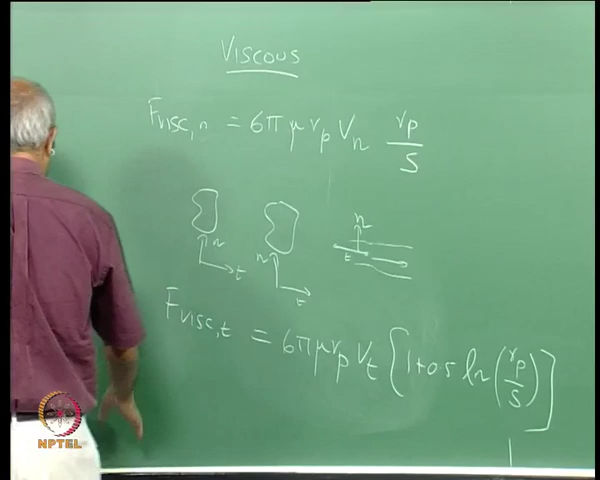 Viscous
Fvisc,n = 6πμrp Vn rp/S
n t
n t
n t
Fvisc,t = 6πμrp Vt {1+0.5 ln(rp/S)]
NPTEL